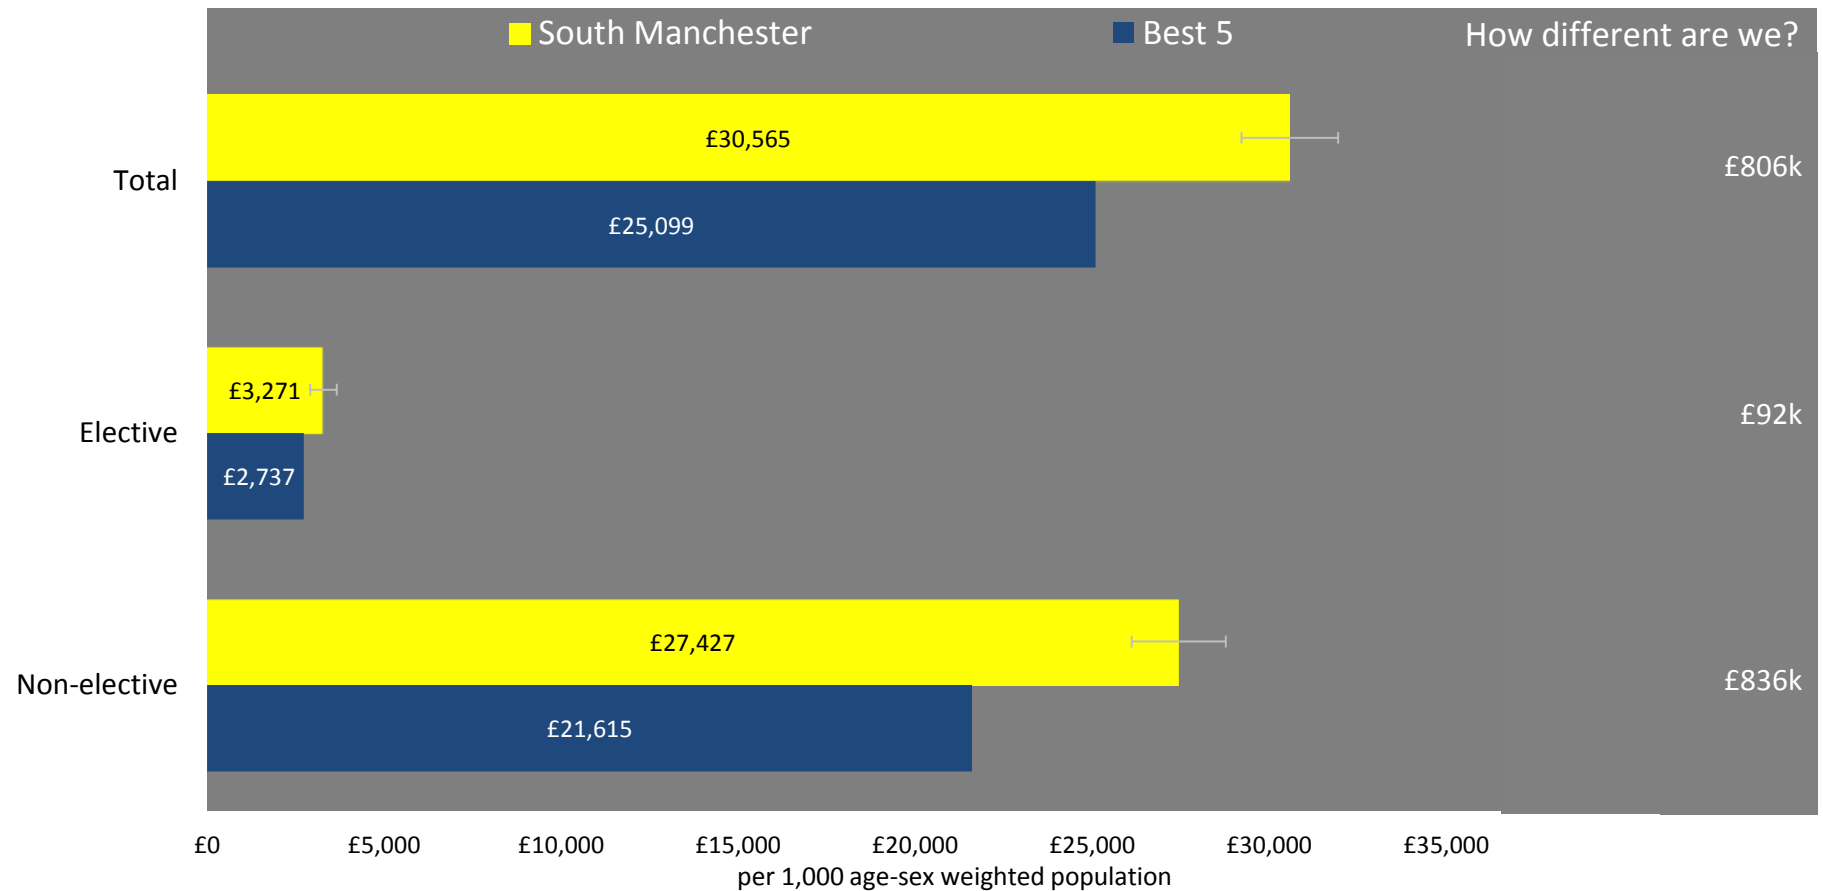 South Manchester
Best 5
How different are we?
Total
£30,565
£25,099
£806k
Elective
£3,271
£2,737
£92k
Non-elective
£27,427
£21,615
£836k
£0 £5,000 £10,000 £15,000 £20,000 £25,000 £30,000 £35,000
per 1,000 age-sex weighted population